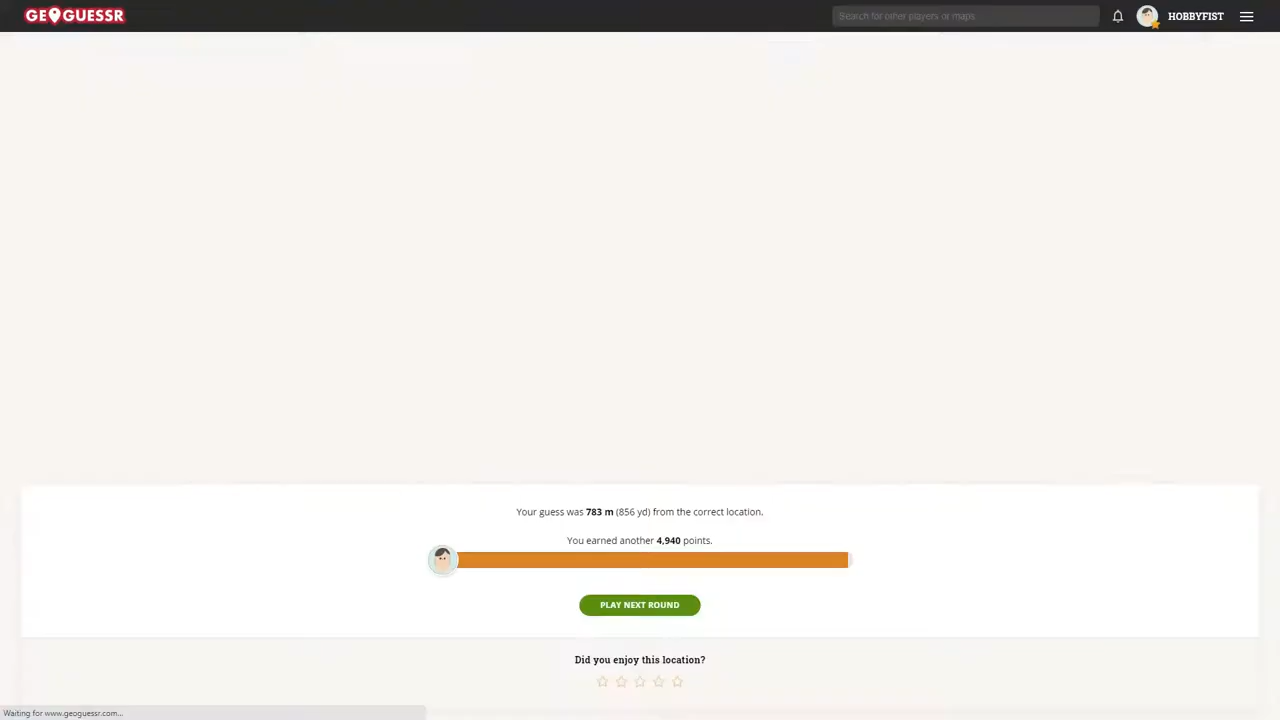 GEOGUESSR
Search for other players or maps
HOBBYFIST
Your guess was 783 m (856 yd) from the correct location.
You earned another 4,940 points.
PLAY NEXT ROUND
Did you enjoy this location?
Waiting for www.geoguessr.com...